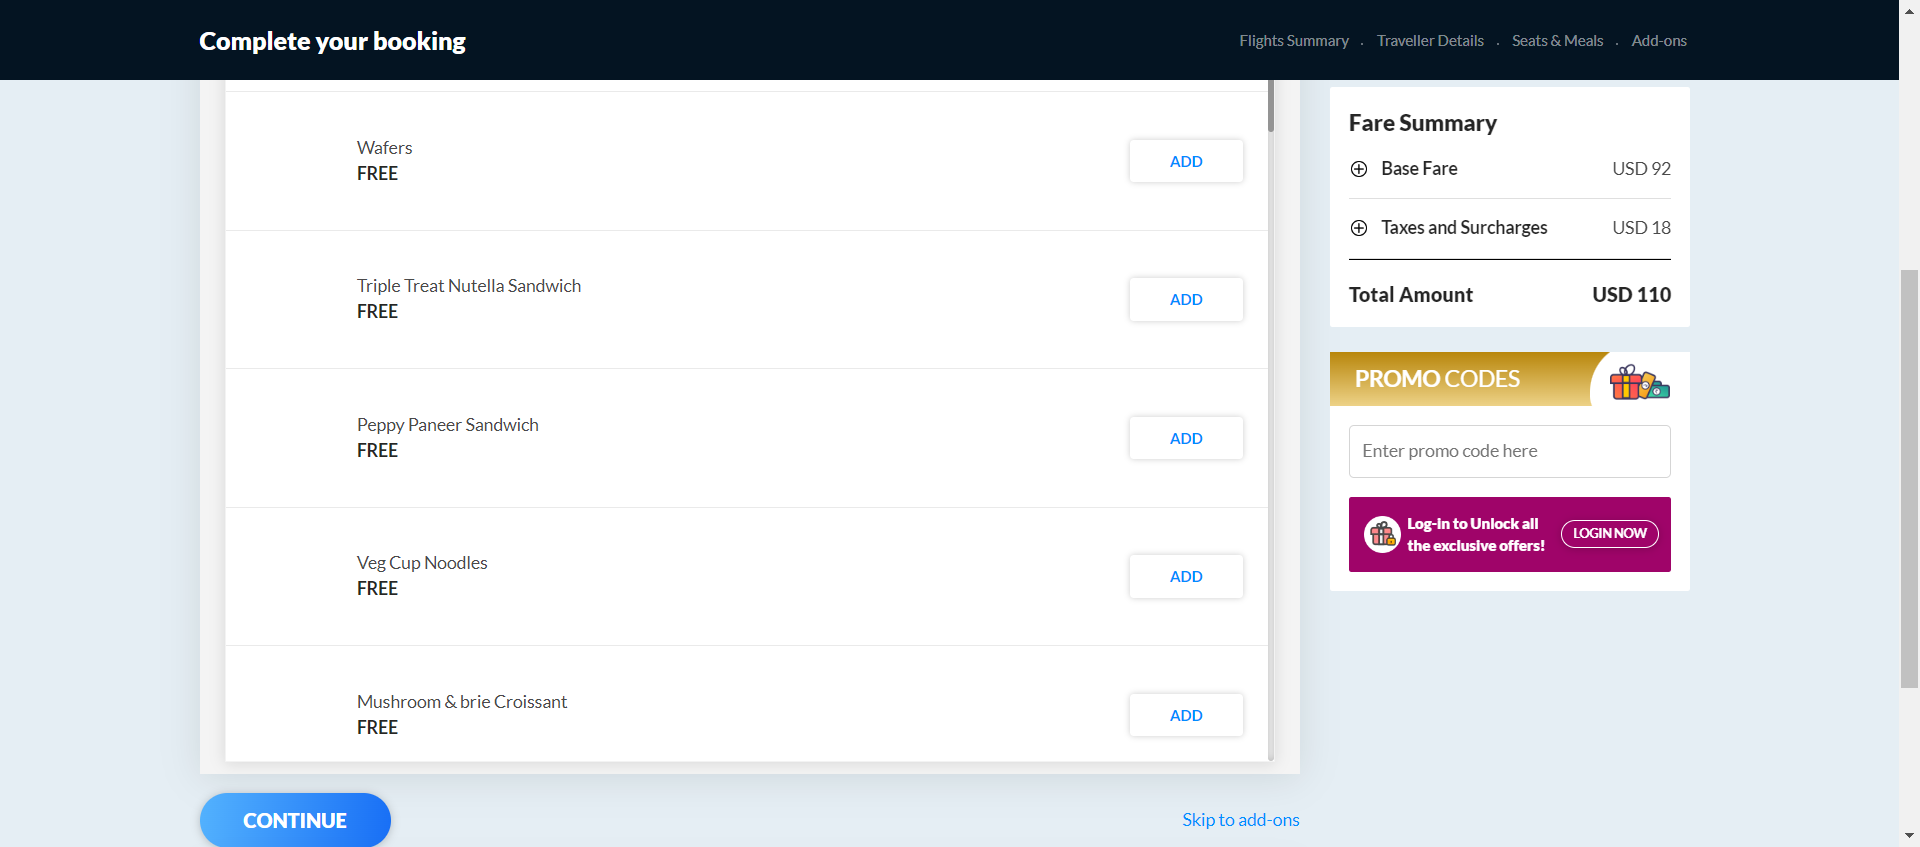 Complete your booking
Flights Summary . Traveller Details . Seats & Meals . Add-ons
Wafers
FREE
ADD
Triple Treat Nutella Sandwich
FREE
ADD
Peppy Paneer Sandwich
FREE
ADD
Veg Cup Noodles
FREE
ADD
Mushroom & brie Croissant
FREE
ADD
CONTINUE
Skip to add-ons
Fare Summary
Base Fare USD 92
Taxes and Surcharges USD 18
Total Amount USD 110
PROMO CODES
Enter promo code here
Log-in to Unlock all
the exclusive offers!
LOGIN NOW